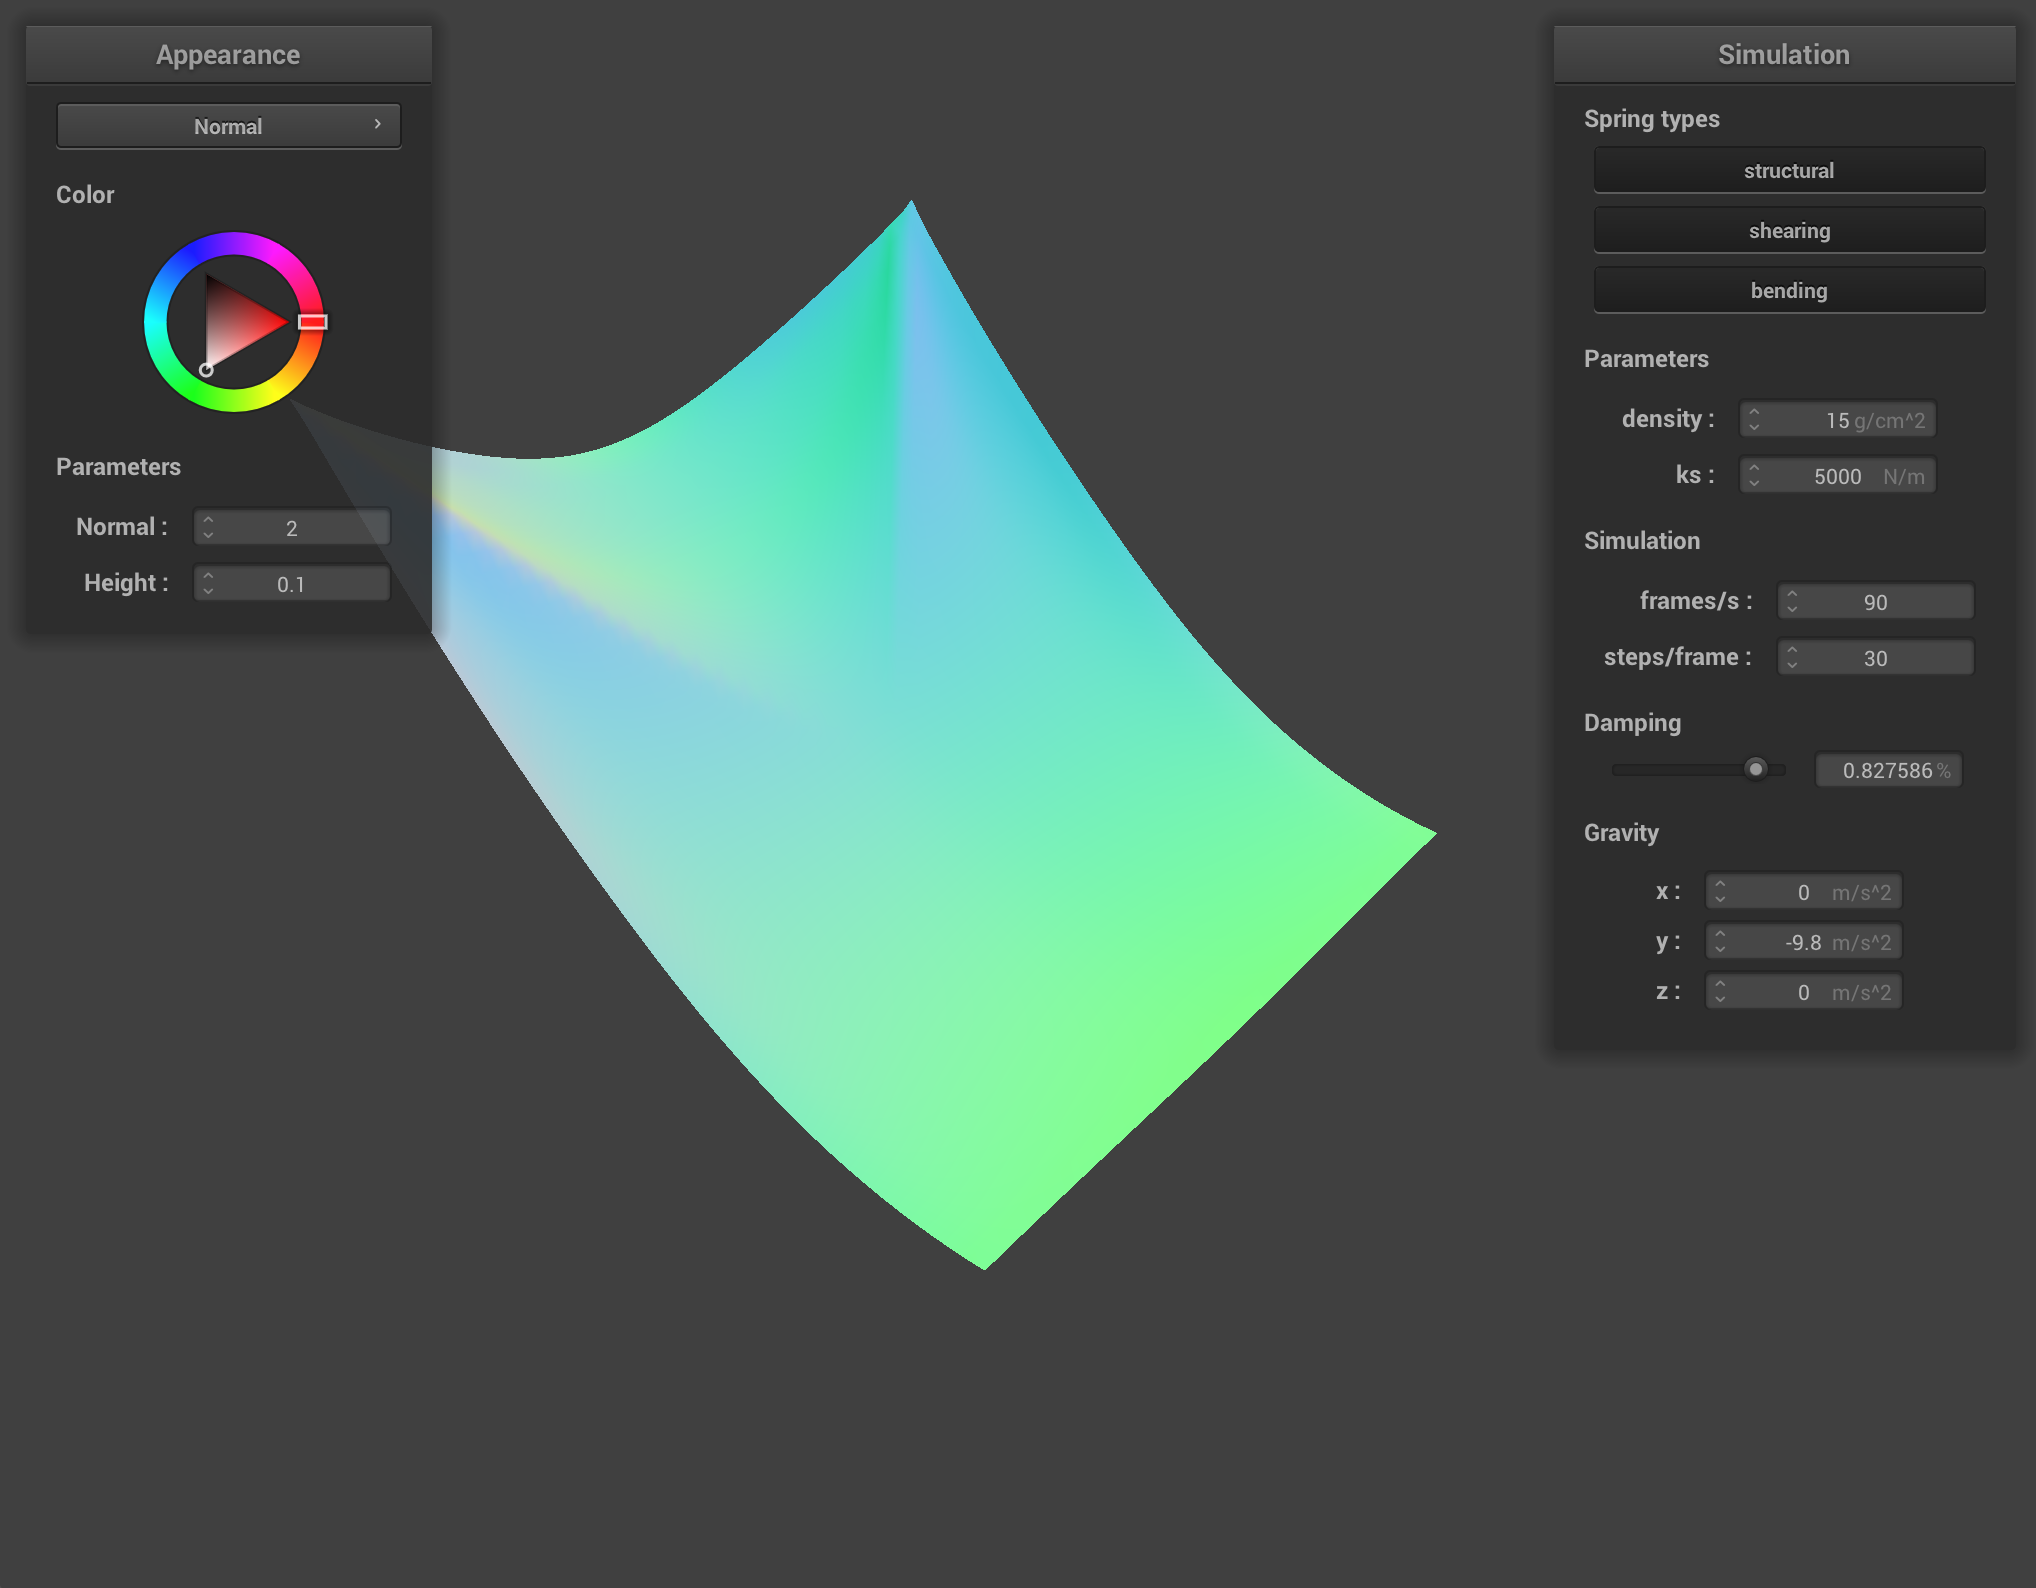 Appearance
Normal
Color
Parameters
Normal : 2
Height : 0.1
Simulation
Spring types
structural
shearing
bending
Parameters
density : 15 g/cm^2
ks : 5000 N/m
Simulation
frames/s : 90
steps/frame : 30
Damping
0.827586 %
Gravity
x : 0 m/s^2
y : -9.8 m/s^2
z : 0 m/s^2